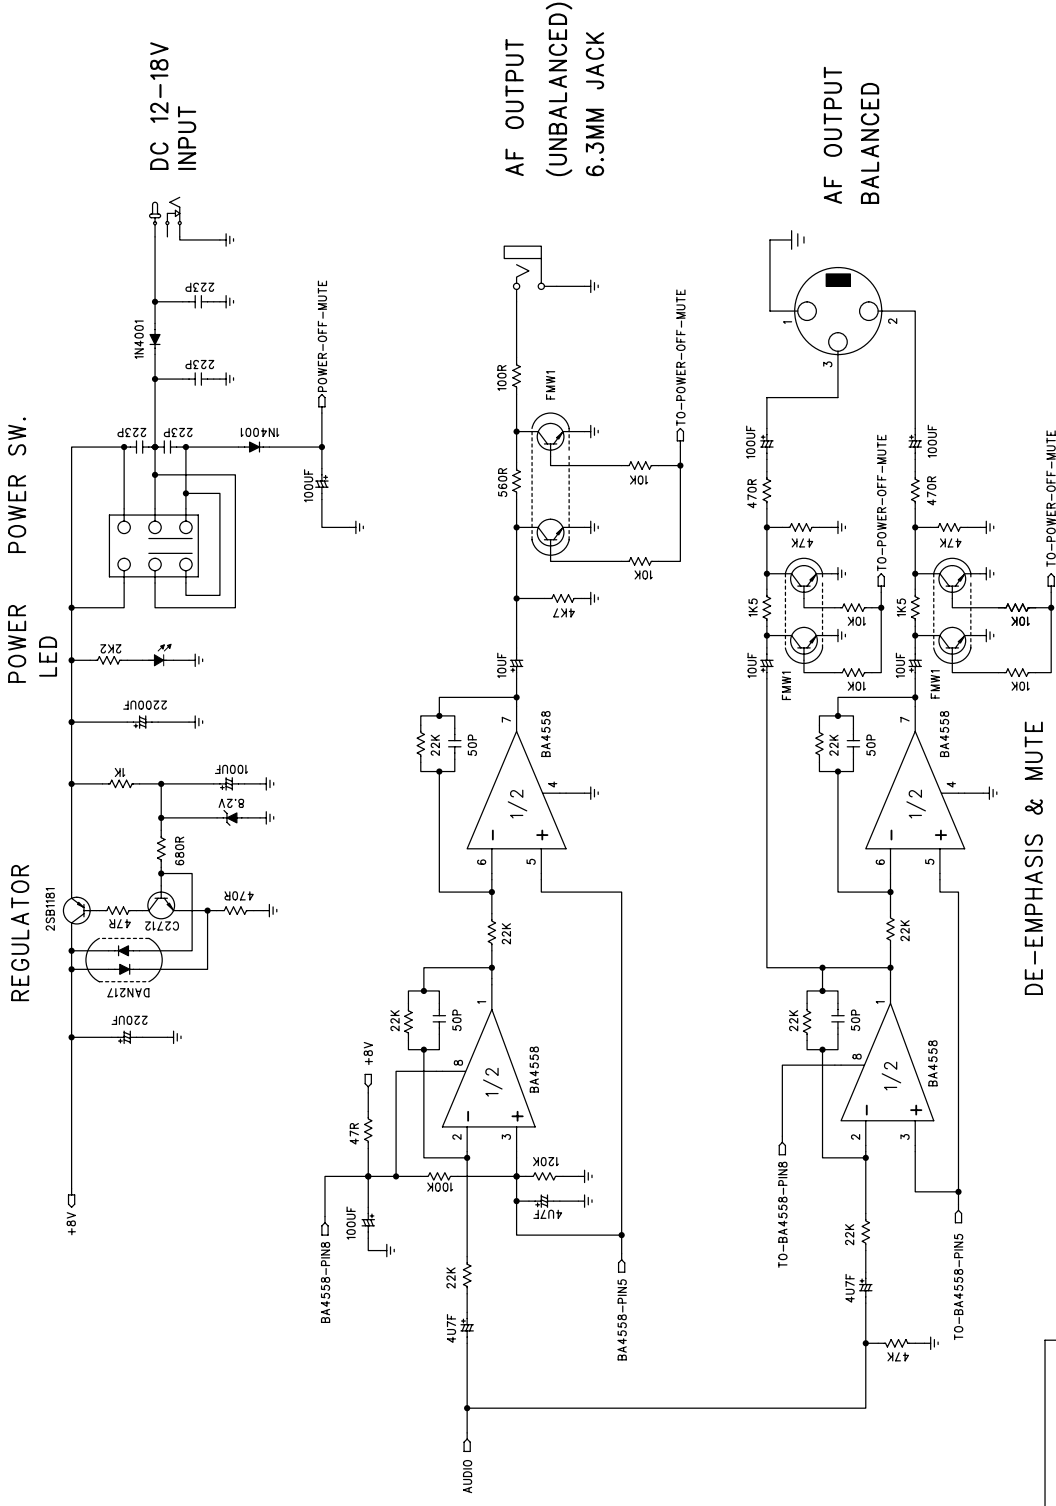 REGULATOR
POWER
LED
POWER SW.
DC 12-18V
INPUT
+8V
220UF
DAN217
2SB1181
47R
C2712
470R
680R
8.2V
100UF
1K
2200UF
2K2
223P
223P
1N4001
223P
1N4001
223P
100UF
POWER-OFF-MUTE
AF OUTPUT
(UNBALANCED)
6.3MM JACK
BA4558-PIN8
100UF
47R
+8V
100K
120K
4U7F
AUDIO
4U7F
22K
BA4558-PIN5
2
3
8
1
1/2
BA4558
22K
50P
22K
6
5
7
4
1/2
BA4558
22K
50P
10UF
4K7
560R
100R
FMW1
10K
10K
TO-POWER-OFF-MUTE
AF OUTPUT
BALANCED
47K
4U7F
22K
TO-BA4558-PIN8
TO-BA4558-PIN5
2
3
8
1
1/2
BA4558
22K
50P
22K
6
5
7
4
1/2
BA4558
22K
50P
10UF
1K5
47K
470R
100UF
FMW1
10K
10K
TO-POWER-OFF-MUTE
10UF
1K5
47K
470R
100UF
FMW1
10K
10K
TO-POWER-OFF-MUTE
1
2
3
DE-EMPHASIS & MUTE